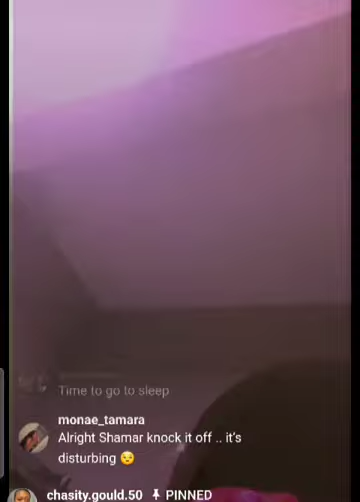 Time to go to sleep
monae_tamara
Alright Shamar knock it off .. it's
disturbing 😒
chasity.gould.50 📌 PINNED